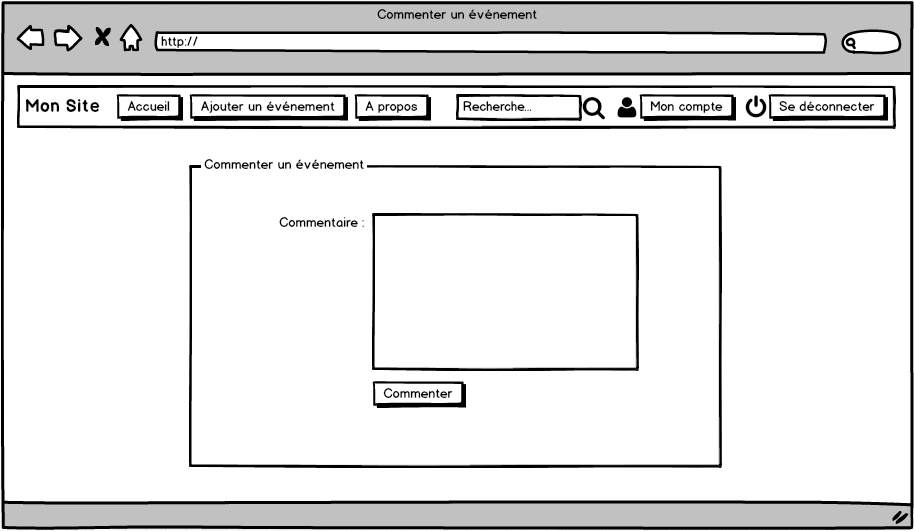 Commenter un événement
http://
Mon Site Accueil Ajouter un événement A propos Recherche... Mon compte Se déconnecter
Commenter un événement
Commentaire :
Commenter